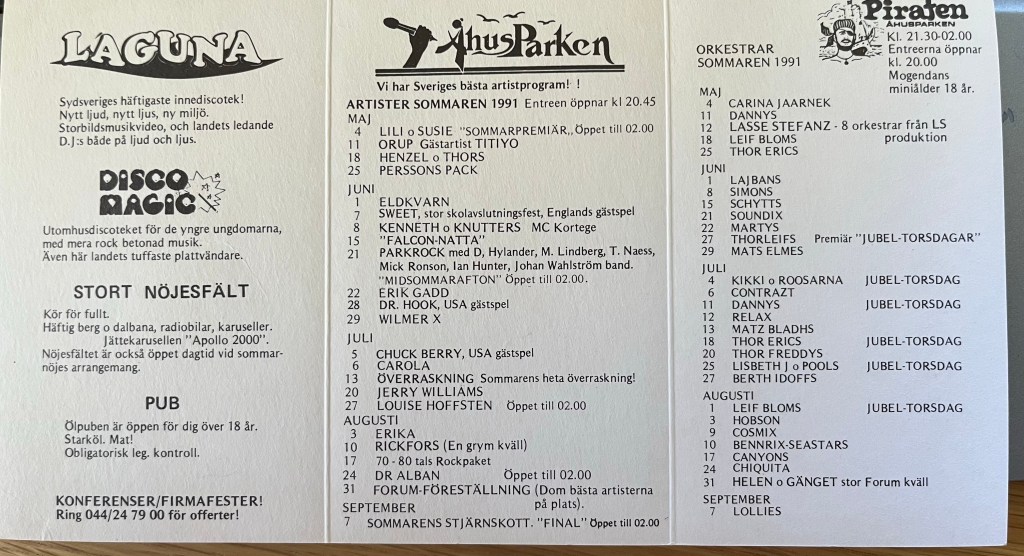 LAGUNA
Sydsveriges häftigaste innediscotek!
Nytt ljud, nytt ljus, ny miljö.
Storbildsmusikvideo, och landets ledande
D.J:s både på ljud och ljus.
DISCO
MAGIC
Utomhusdiscoteket för de yngre ungdomarna,
med mera rock betonad musik.
Även här landets tuffaste plattvändare.
STORT NÖJESFÄLT
Kör för fullt.
Häftig berg o dalbana, radiobilar, karuseller.
Jättekarusellen "Apollo 2000".
Nöjesfältet är också öppet dagtid vid sommar-
nöjes arrangemang.
PUB
Ölpuben är öppen för dig över 18 år.
Starköl. Mat!
Obligatorisk leg. kontroll.
KONFERENSER/FIRMAFESTER!
Ring 044/24 79 00 för offerter!
ÅhusParken
Vi har Sveriges bästa artistprogram! !
ARTISTER SOMMAREN 1991 Entreen öppnar kl 20.45
MAJ
4 LILI o SUSIE "SOMMARPREMIÄR,, Öppet till 02.00
11 ORUP Gästartist TITIYO
18 HENZEL o THORS
25 PERSSONS PACK
JUNI
1 ELDKVARN
7 SWEET, stor skolavslutningsfest, Englands gästspel
8 KENNETH o KNUTTERS MC Kortege
15 "FALCON-NATTA"
21 PARKROCK med D, Hylander, M. Lindberg, T. Naess,
Mick Ronson, Ian Hunter, Johan Wahlström band.
"MIDSOMMARAFTON" Öppet till 02.00.
22 ERIK GADD
28 DR. HOOK, USA gästspel
29 WILMER X
JULI
5 CHUCK BERRY, USA gästspel
6 CAROLA
13 ÖVERRASKNING Sommarens heta överraskning!
20 JERRY WILLIAMS
27 LOUISE HOFFSTEN Öppet till 02.00
AUGUSTI
3 ERIKA
10 RICKFORS (En grym kväll)
17 70 - 80 tals Rockpaket
24 DR ALBAN Öppet till 02.00
31 FORUM-FÖRESTÄLLNING (Dom bästa artisterna
på plats).
SEPTEMBER
7 SOMMARENS STJÄRNSKOTT. "FINAL" Öppet till 02.00
Piraten
ÅHUSPARKEN
Kl. 21.30-02.00
Entreerna öppnar
kl. 20.00
Mogendans
miniålder 18 år.
ORKESTRAR
SOMMAREN 1991
MAJ
4 CARINA JAARNEK
11 DANNYS
12 LASSE STEFANZ - 8 orkestrar från LS
produktion
18 LEIF BLOMS
25 THOR ERICS
JUNI
1 LAJBANS
8 SIMONS
15 SCHYTTS
21 SOUNDIX
22 MARTYS
27 THORLEIFS Premiär "JUBEL-TORSDAGAR"
29 MATS ELMES
JULI
4 KIKKI o ROOSARNA JUBEL-TORSDAG
6 CONTRAZT
11 DANNYS JUBEL-TORSDAG
12 RELAX
13 MATZ BLADHS
18 THOR ERICS JUBEL-TORSDAG
20 THOR FREDDYS
25 LISBETH J o POOLS JUBEL-TORSDAG
27 BERTH IDOFFS
AUGUSTI
1 LEIF BLOMS JUBEL-TORSDAG
3 HOBSON
9 COSMIX
10 BENNRIX-SEASTARS
17 CANYONS
24 CHIQUITA
31 HELEN o GÄNGET stor Forum kväll
SEPTEMBER
7 LOLLIES